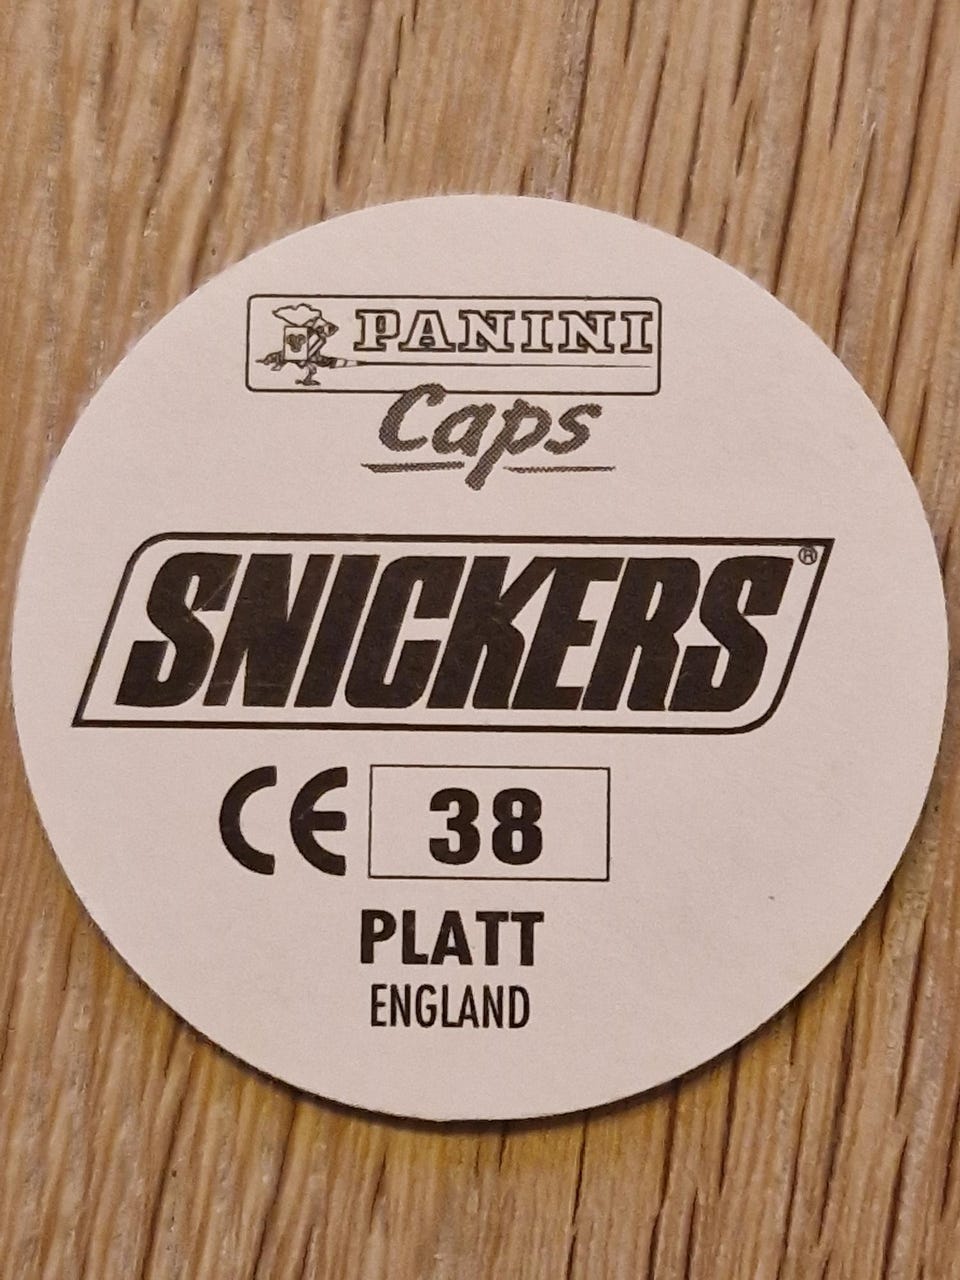 PANINI
Caps
SNICKERS®
CE 38
PLATT
ENGLAND